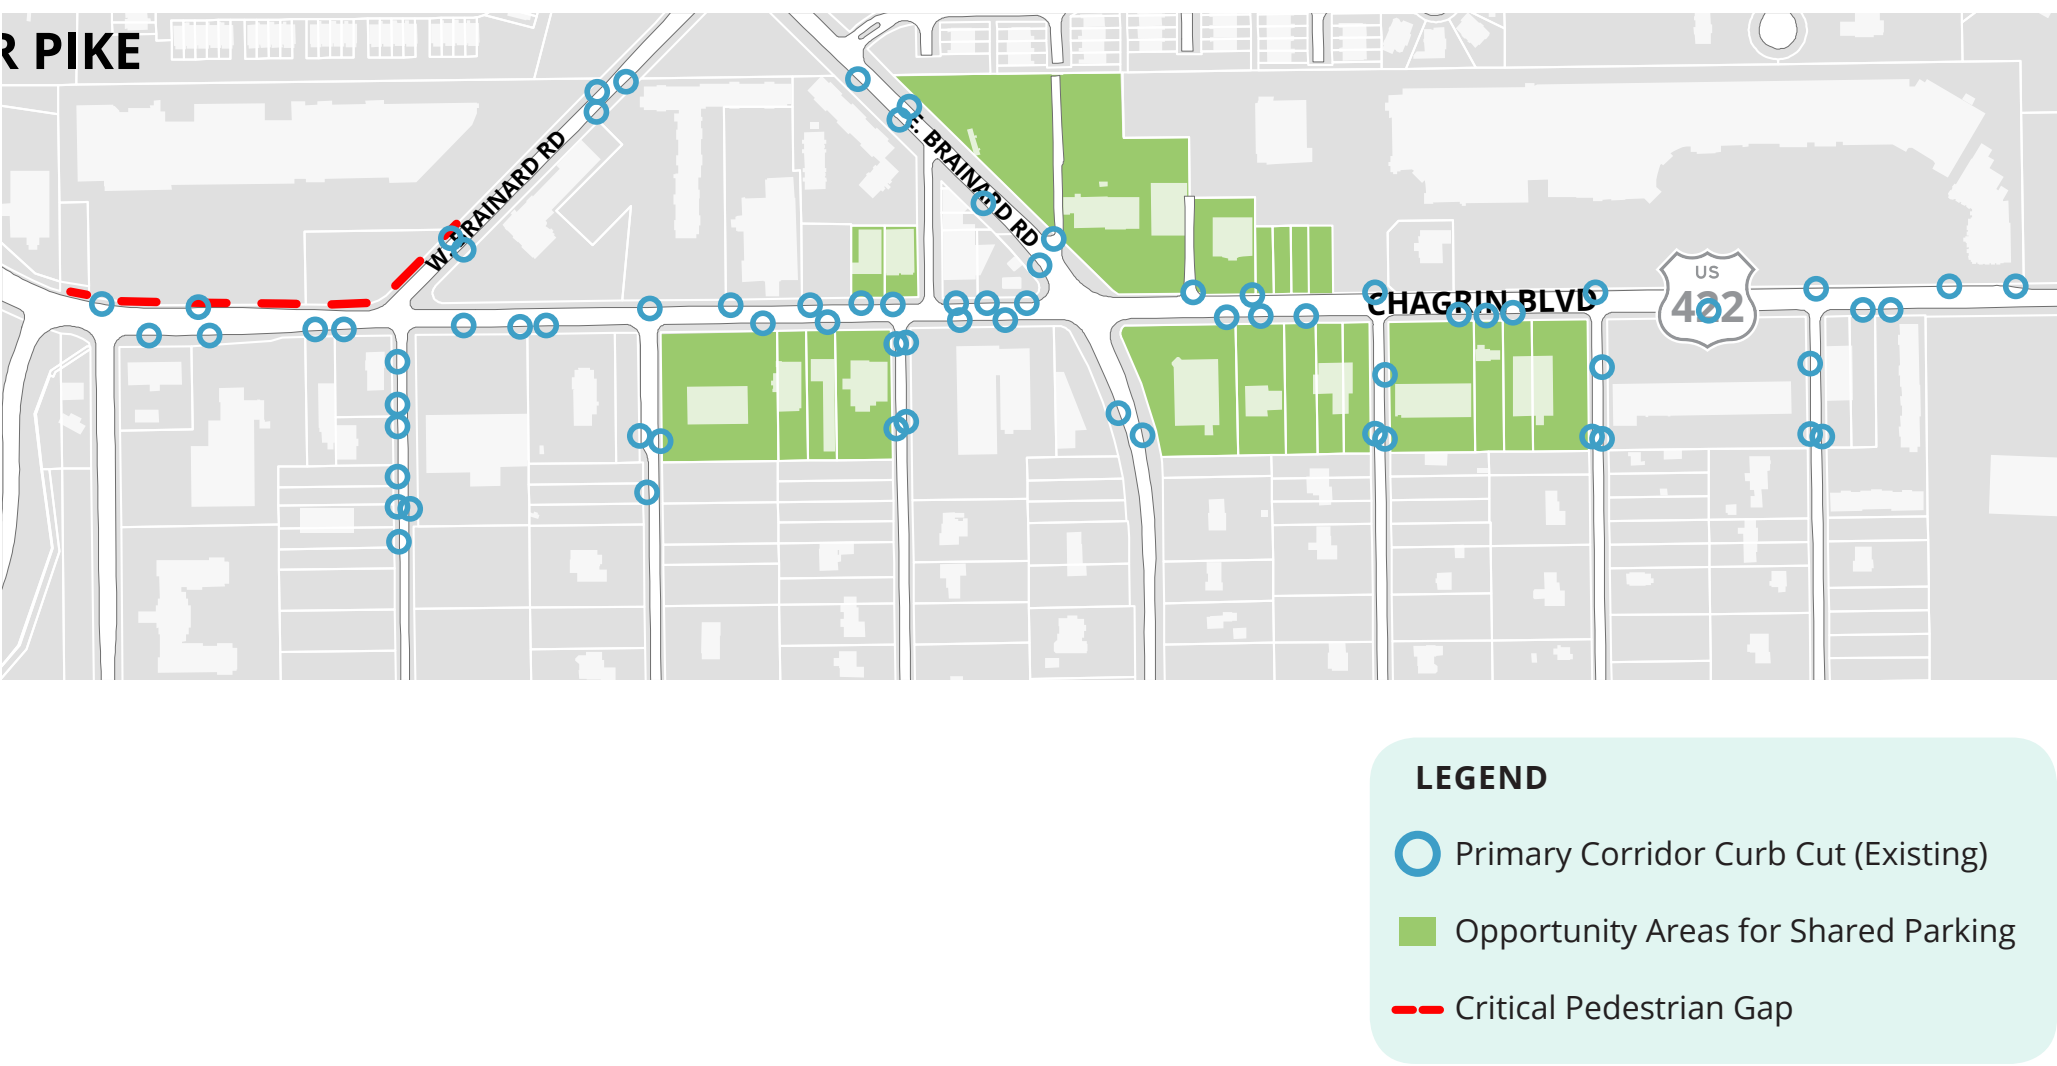 R PIKE
W. BRAINARD RD
E. BRAINARD RD
CHAGRIN BLVD
US
422
LEGEND
Primary Corridor Curb Cut (Existing)
Opportunity Areas for Shared Parking
Critical Pedestrian Gap